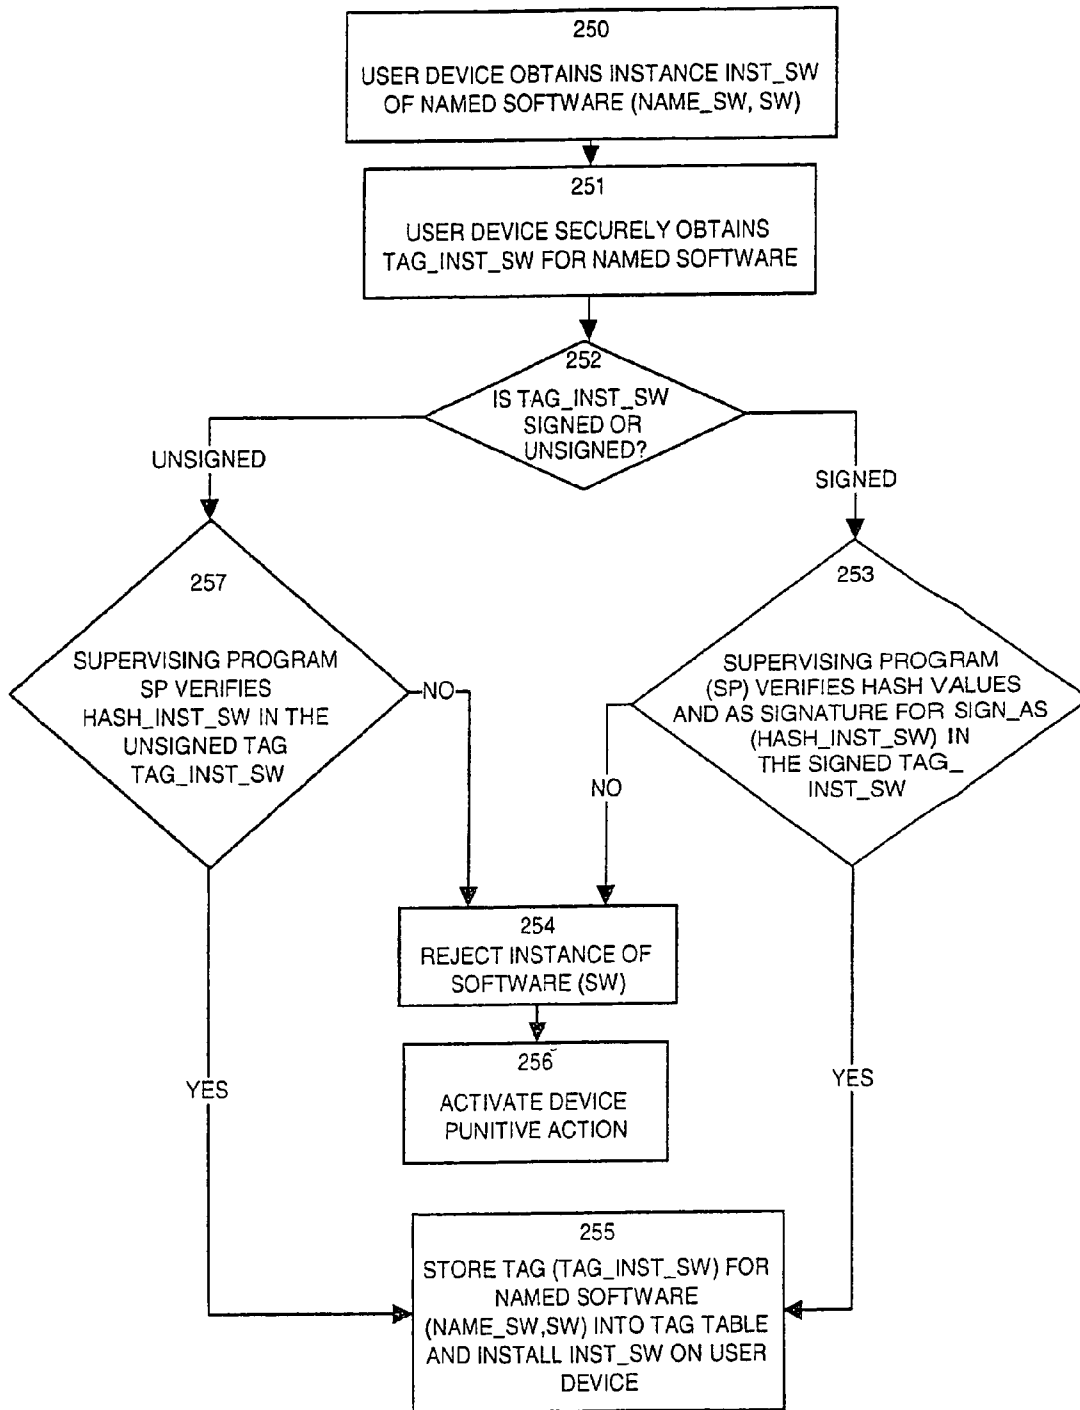 250
USER DEVICE OBTAINS INSTANCE INST_SW
OF NAMED SOFTWARE (NAME_SW, SW)
251
USER DEVICE SECURELY OBTAINS
TAG_INST_SW FOR NAMED SOFTWARE
252
IS TAG_INST_SW
SIGNED OR
UNSIGNED?
UNSIGNED
SIGNED
257
SUPERVISING PROGRAM
SP VERIFIES
HASH_INST_SW IN THE
UNSIGNED TAG
TAG_INST_SW
NO
253
SUPERVISING PROGRAM
(SP) VERIFIES HASH VALUES
AND AS SIGNATURE FOR SIGN_AS
(HASH_INST_SW) IN
THE SIGNED TAG_
INST_SW
NO
254
REJECT INSTANCE OF
SOFTWARE (SW)
256
ACTIVATE DEVICE
PUNITIVE ACTION
YES
YES
255
STORE TAG (TAG_INST_SW) FOR
NAMED SOFTWARE
(NAME_SW,SW) INTO TAG TABLE
AND INSTALL INST_SW ON USER
DEVICE